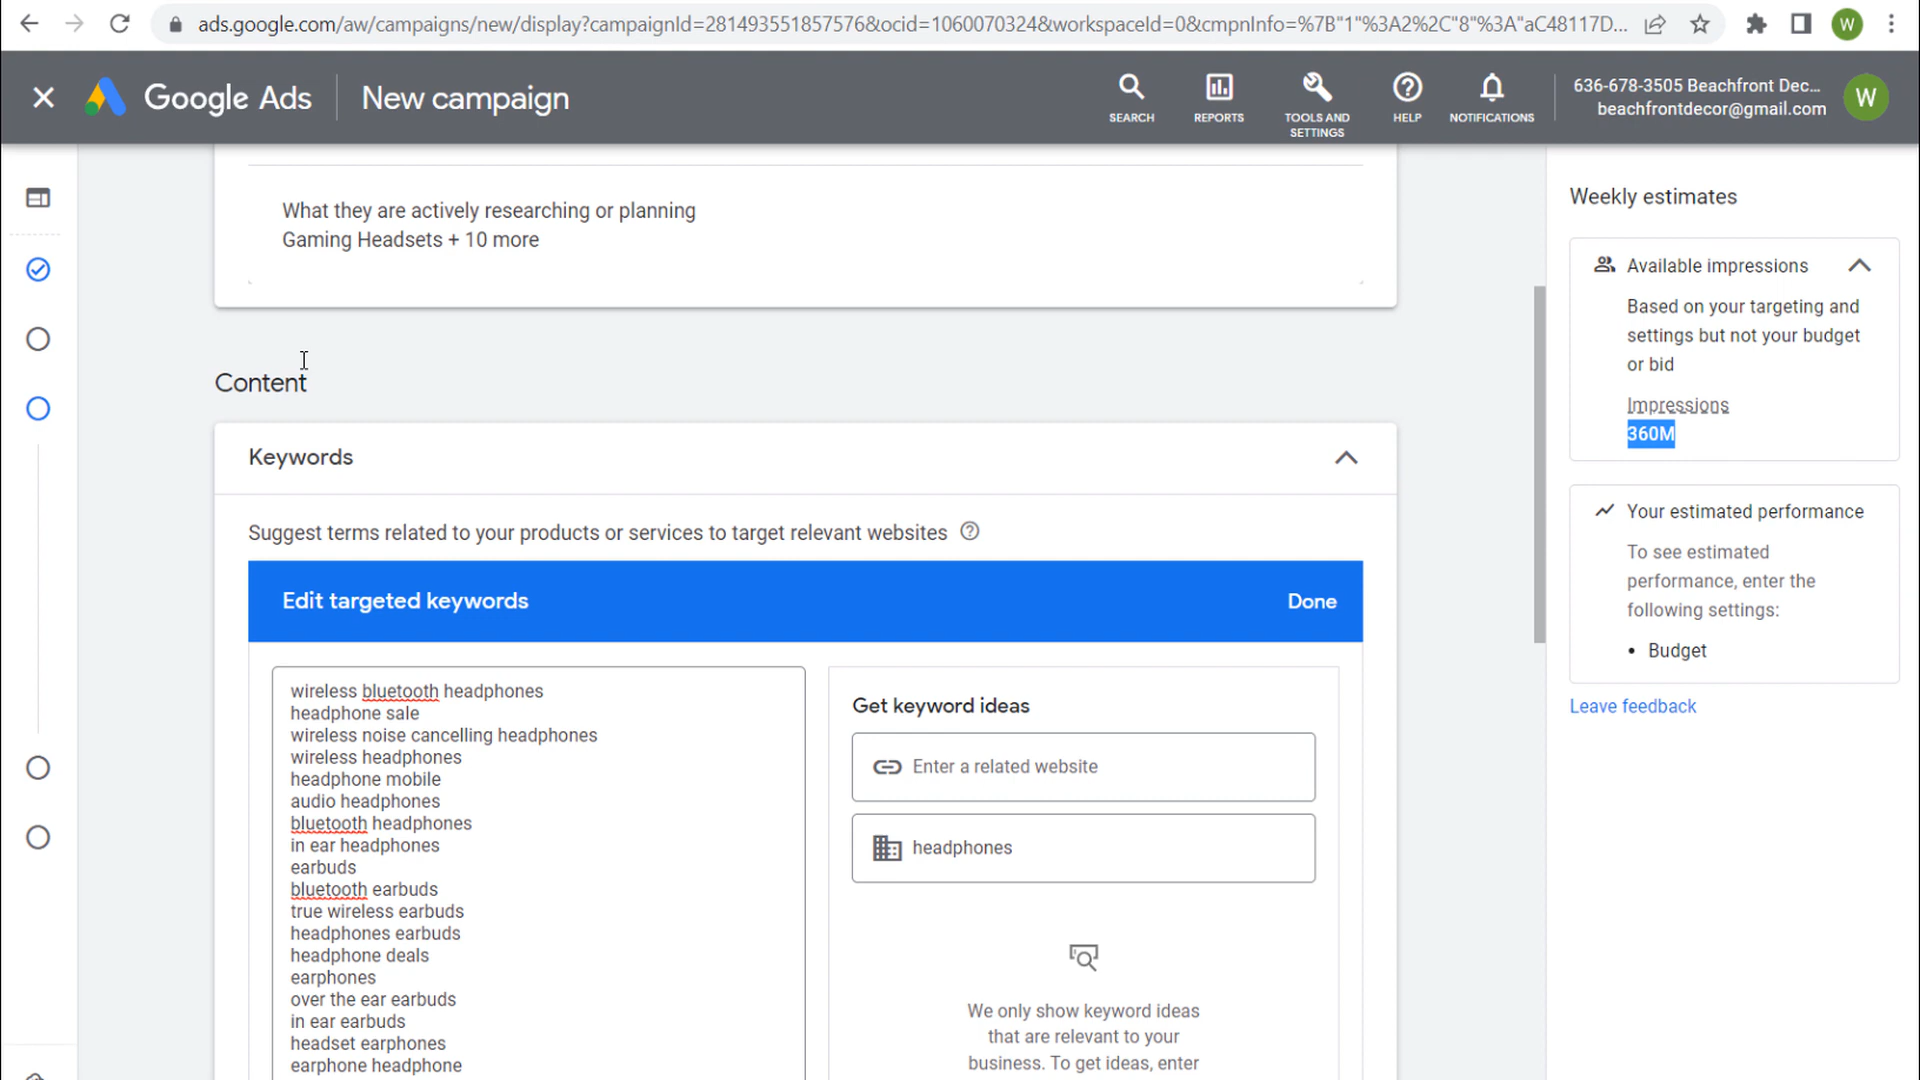 ads.google.com/aw/campaigns/new/display?campaignId=281493551857576&ocid=1060070324&workspaceId=0&cmpnInfo=%7B"1"%3A2%2C"8"%3A"aC48117D...
W
Google Ads
New campaign
SEARCH
REPORTS
TOOLS AND
SETTINGS
HELP
NOTIFICATIONS
636-678-3505 Beachfront Dec...
beachfrontdecor@gmail.com
W
What they are actively researching or planning
Gaming Headsets + 10 more
Content
Keywords
Suggest terms related to your products or services to target relevant websites
Edit targeted keywords
Done
wireless bluetooth headphones
headphone sale
wireless noise cancelling headphones
wireless headphones
headphone mobile
audio headphones
bluetooth headphones
in ear headphones
earbuds
bluetooth earbuds
true wireless earbuds
headphones earbuds
headphone deals
earphones
over the ear earbuds
in ear earbuds
headset earphones
earphone headphone
Get keyword ideas
Enter a related website
headphones
We only show keyword ideas
that are relevant to your
business. To get ideas, enter
Weekly estimates
Available impressions
Based on your targeting and
settings but not your budget
or bid
Impressions
360M
Your estimated performance
To see estimated
performance, enter the
following settings:
• Budget
Leave feedback